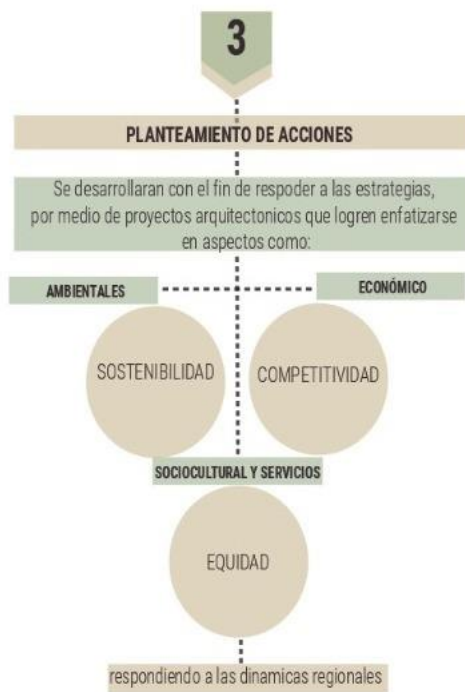 3
PLANTEAMIENTO DE ACCIONES
Se desarrollaran con el fin de respoder a las estrategias,
por medio de proyectos arquitectonicos que logren enfatizarse
en aspectos como:
AMBIENTALES
ECONÓMICO
SOSTENIBILIDAD
COMPETITIVIDAD
SOCIOCULTURAL Y SERVICIOS
EQUIDAD
respondiendo a las dinamicas regionales